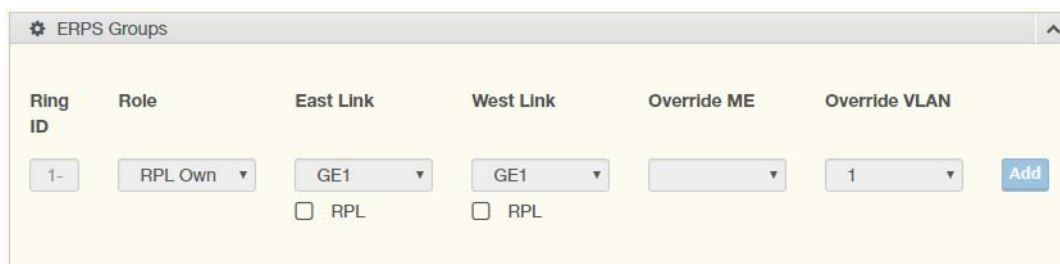 ERPS Groups
Ring ID Role East Link West Link Override ME Override VLAN
1- RPL Own GE1 GE1 1 Add
RPL RPL